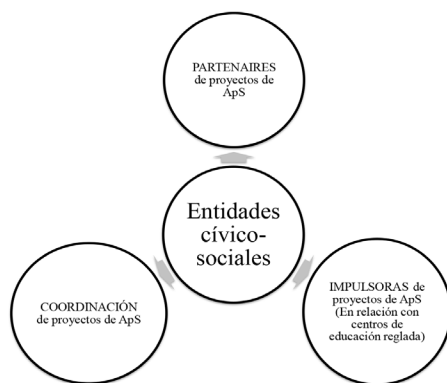 PARTENAIRES
de proyectos de
ApS
Entidades
cívico-
sociales
COORDINACIÓN
de proyectos de ApS
IMPULSORAS de
proyectos de ApS
(En relación con
centros de
educación reglada)